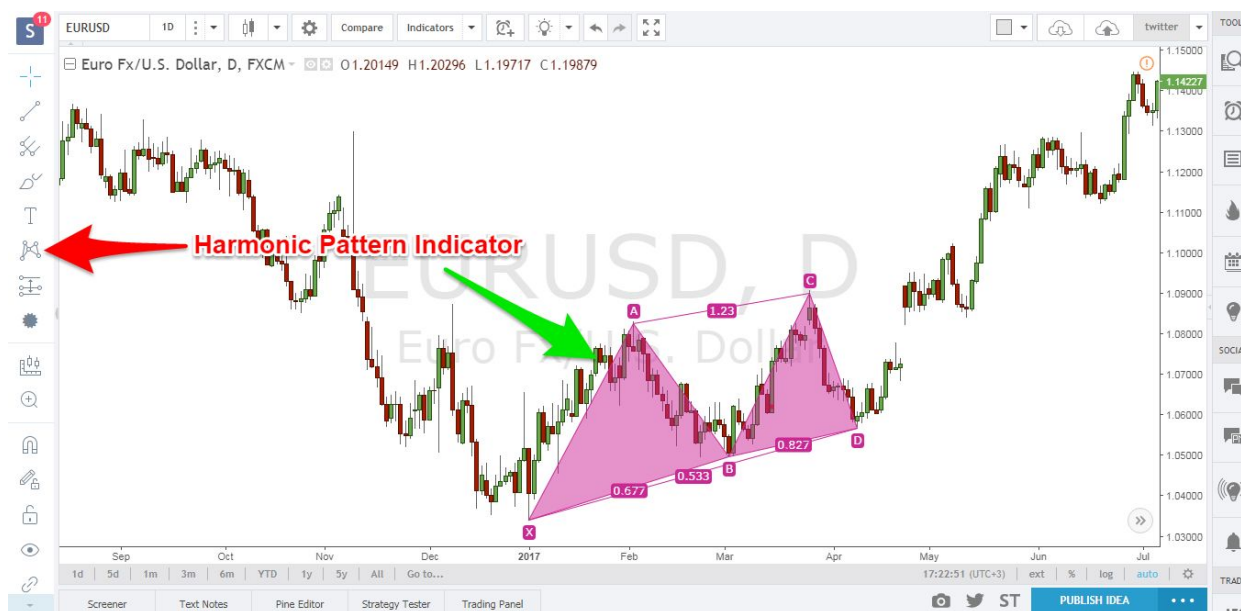 S 11 EURUSD 1D Compare Indicators twitter TOOL
Euro Fx/U.S. Dollar, D, FXCM O1.20149 H1.20296 L1.19717 C1.19879
1.15000
1.14227
1.14000
1.13000
1.12000
1.11000
1.10000
1.09000
1.08000
1.07000
1.06000
1.05000
1.04000
1.03000
T
Harmonic Pattern Indicator
EURUSD, D
Euro Fx/U.S. Dollar
A
1.23
C
SOCIA
0.827
D
B
0.533
0.677
X
Sep Oct Nov Dec 2017 Feb Mar Apr May Jun Jul
1d 5d 1m 3m 6m YTD 1y 5y All Go to... 17:22:51 (UTC+3) ext % log auto
TRAD
Screener Text Notes Pine Editor Strategy Tester Trading Panel ST PUBLISH IDEA